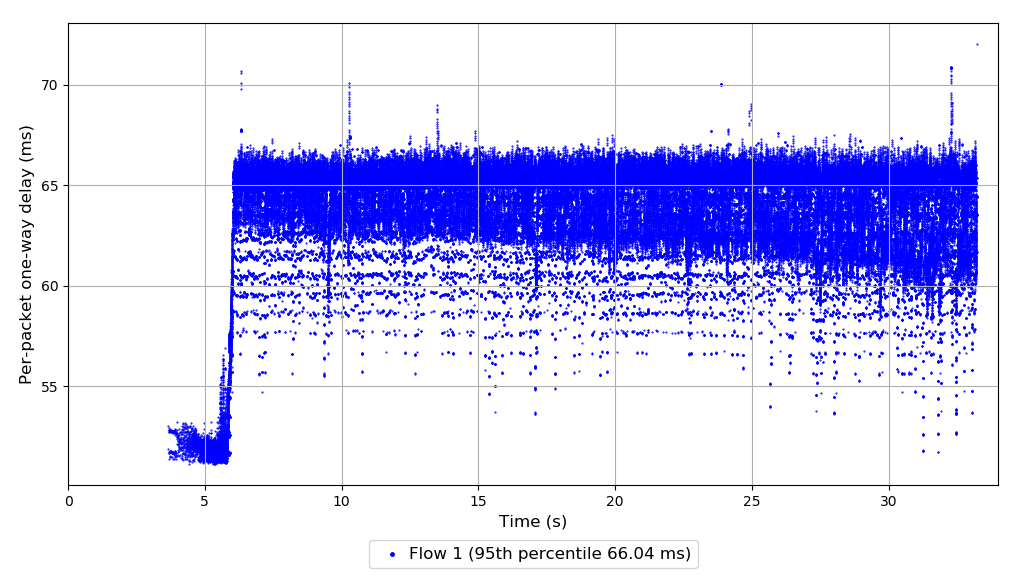 Per-packet one-way delay (ms)
70
65
60
55
0 5 10 15 20 25 30
Time (s)
Flow 1 (95th percentile 66.04 ms)